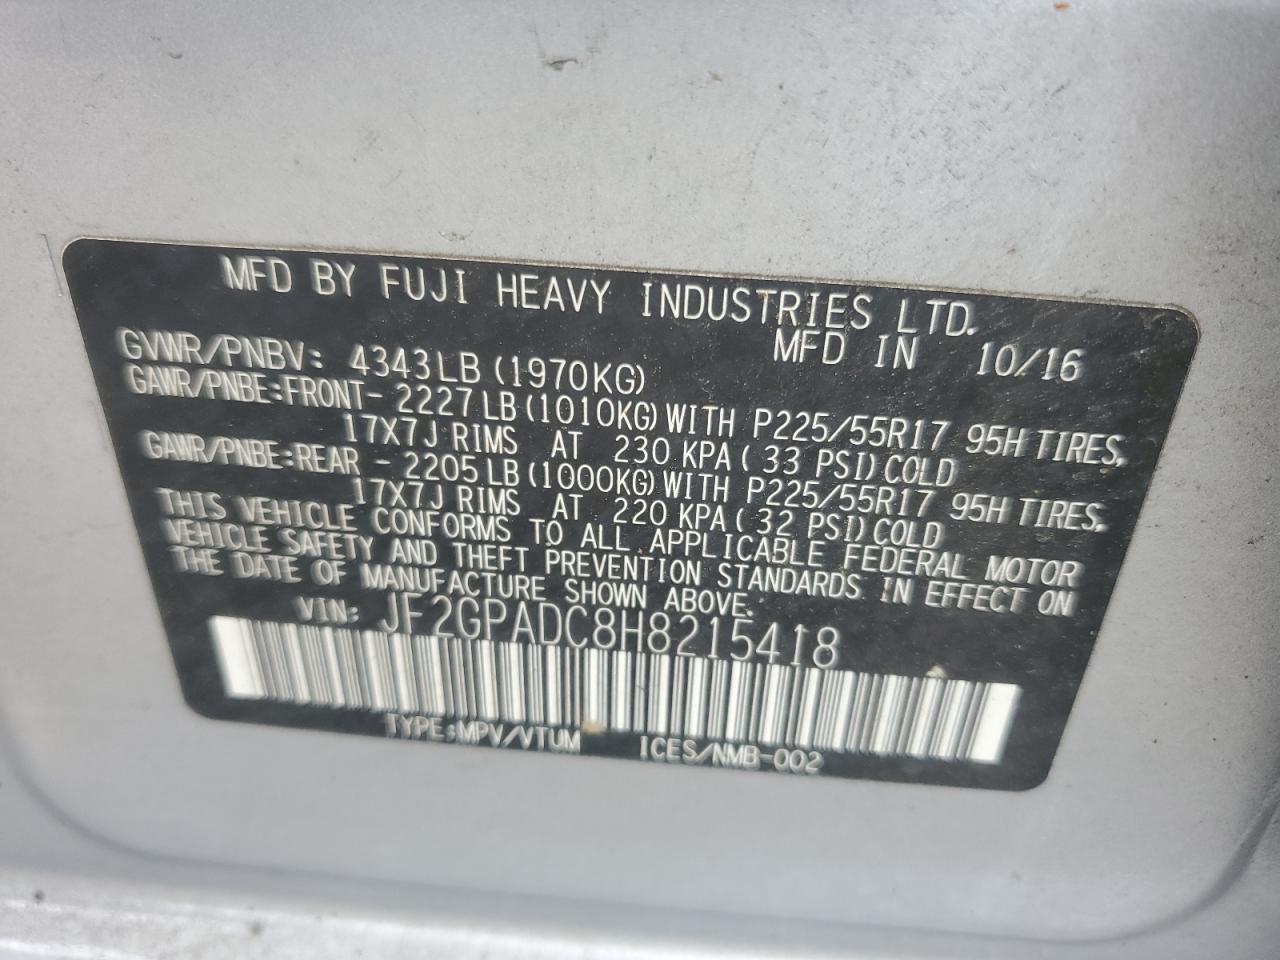 MFD BY FUJI HEAVY INDUSTRIES LTD.
MFD IN 10/16
GVWR/PNBV: 4343LB (1970KG)
GAWR/PNBE:FRONT- 2227 LB (1010KG) WITH P225/55R17 95H TIRES,
17X7J RIMS AT 230 KPA ( 33 PSI) COLD
GAWR/PNBE:REAR - 2205 LB (1000KG) WITH P225/55R17 95H TIRES,
17X7J RIMS AT 220 KPA ( 32 PSI) COLD
THIS VEHICLE CONFORMS TO ALL APPLICABLE FEDERAL MOTOR
VEHICLE SAFETY AND THEFT PREVENTION STANDARDS IN EFFECT ON
THE DATE OF MANUFACTURE SHOWN ABOVE.
VIN: JF2GPADC8H8215418
TYPE:MPV/VTUM ICES/NMB-002